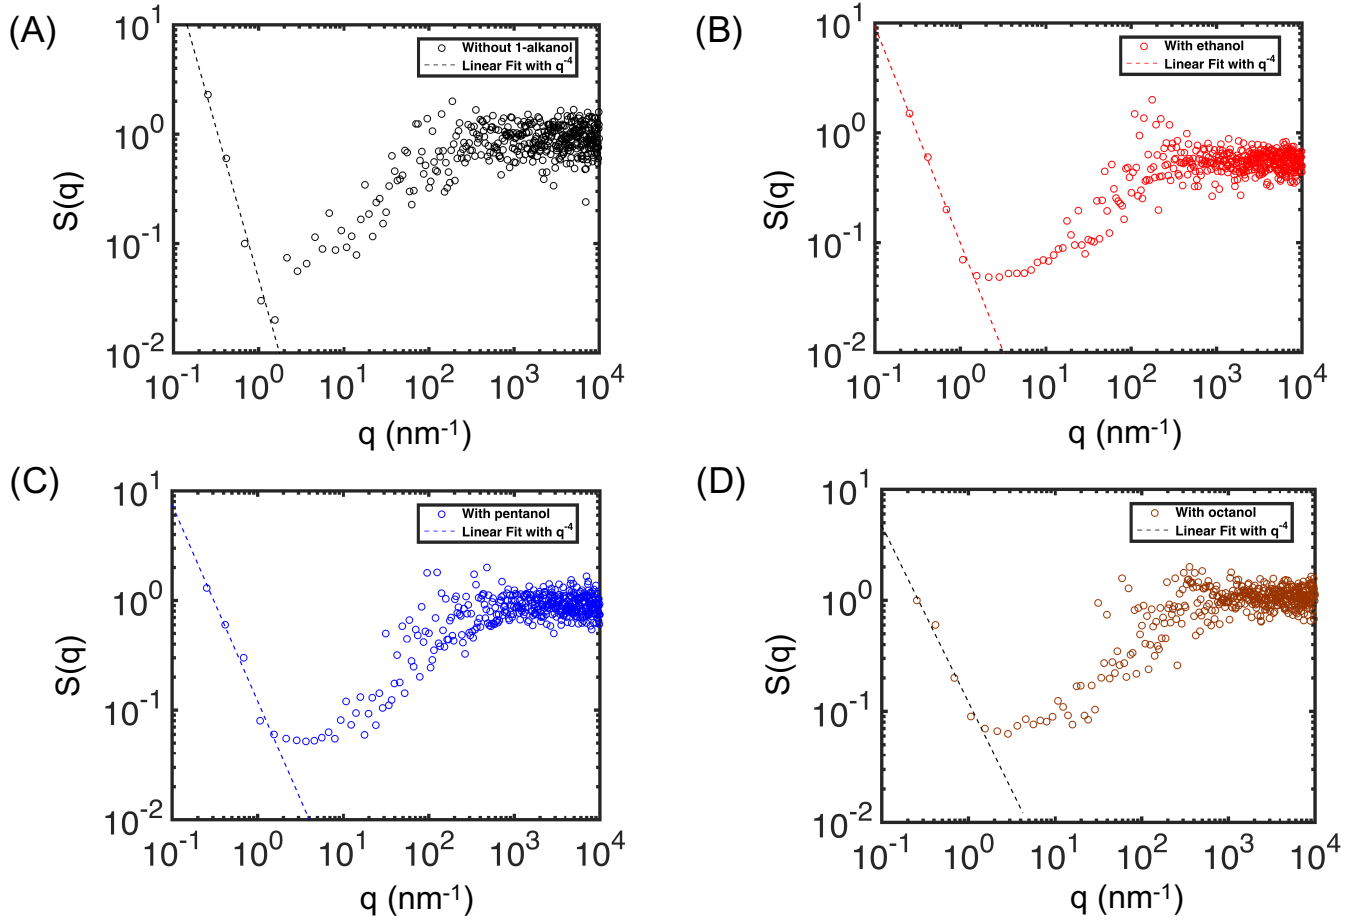 (A)
10^1
10^0
10^-1
10^-2
S(q)
Without 1-alkanol
Linear Fit with q^-4
10^-1 10^0 10^1 10^2 10^3 10^4
q (nm^-1)
(B)
10^1
10^0
10^-1
10^-2
S(q)
With ethanol
Linear Fit with q^-4
10^-1 10^0 10^1 10^2 10^3 10^4
q (nm^-1)
(C)
10^1
10^0
10^-1
10^-2
S(q)
With pentanol
Linear Fit with q^-4
10^-1 10^0 10^1 10^2 10^3 10^4
q (nm^-1)
(D)
10^1
10^0
10^-1
10^-2
S(q)
With octanol
Linear Fit with q^-4
10^-1 10^0 10^1 10^2 10^3 10^4
q (nm^-1)